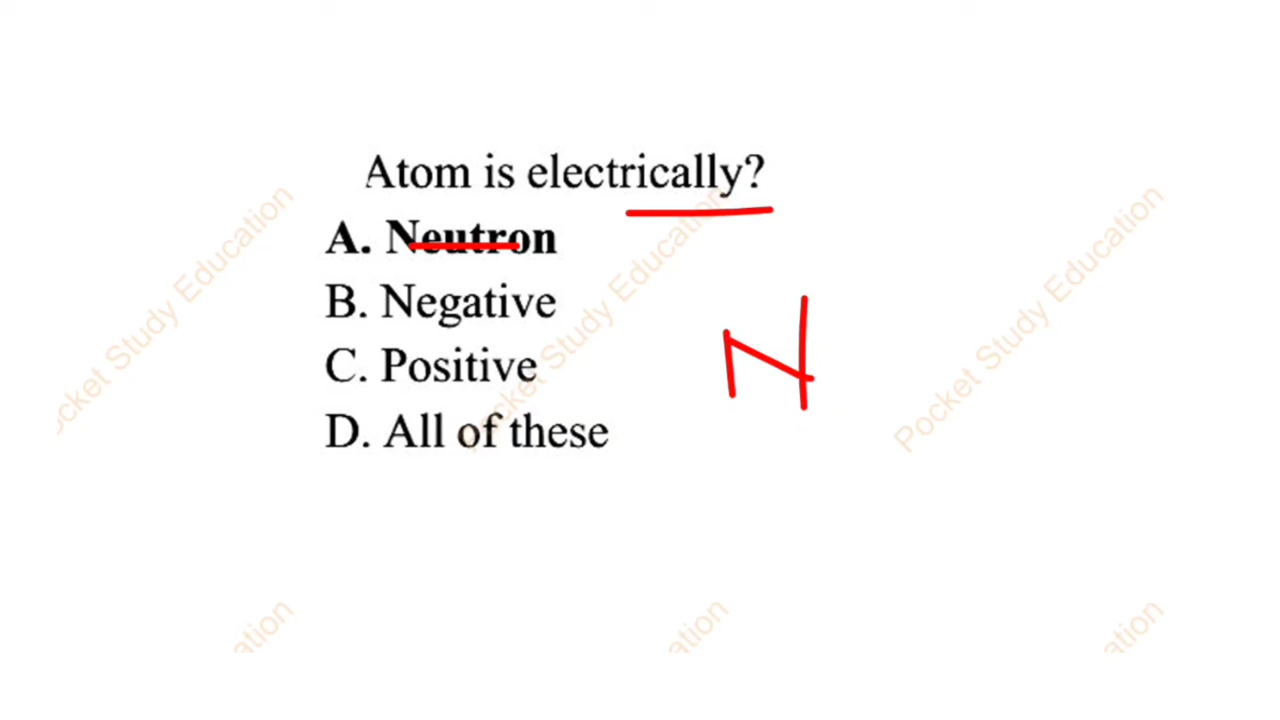 Atom is electrically?
A. Neutron
B. Negative
C. Positive
D. All of these
N
Pocket Study Education
Pocket Study Education
Pocket Study Education